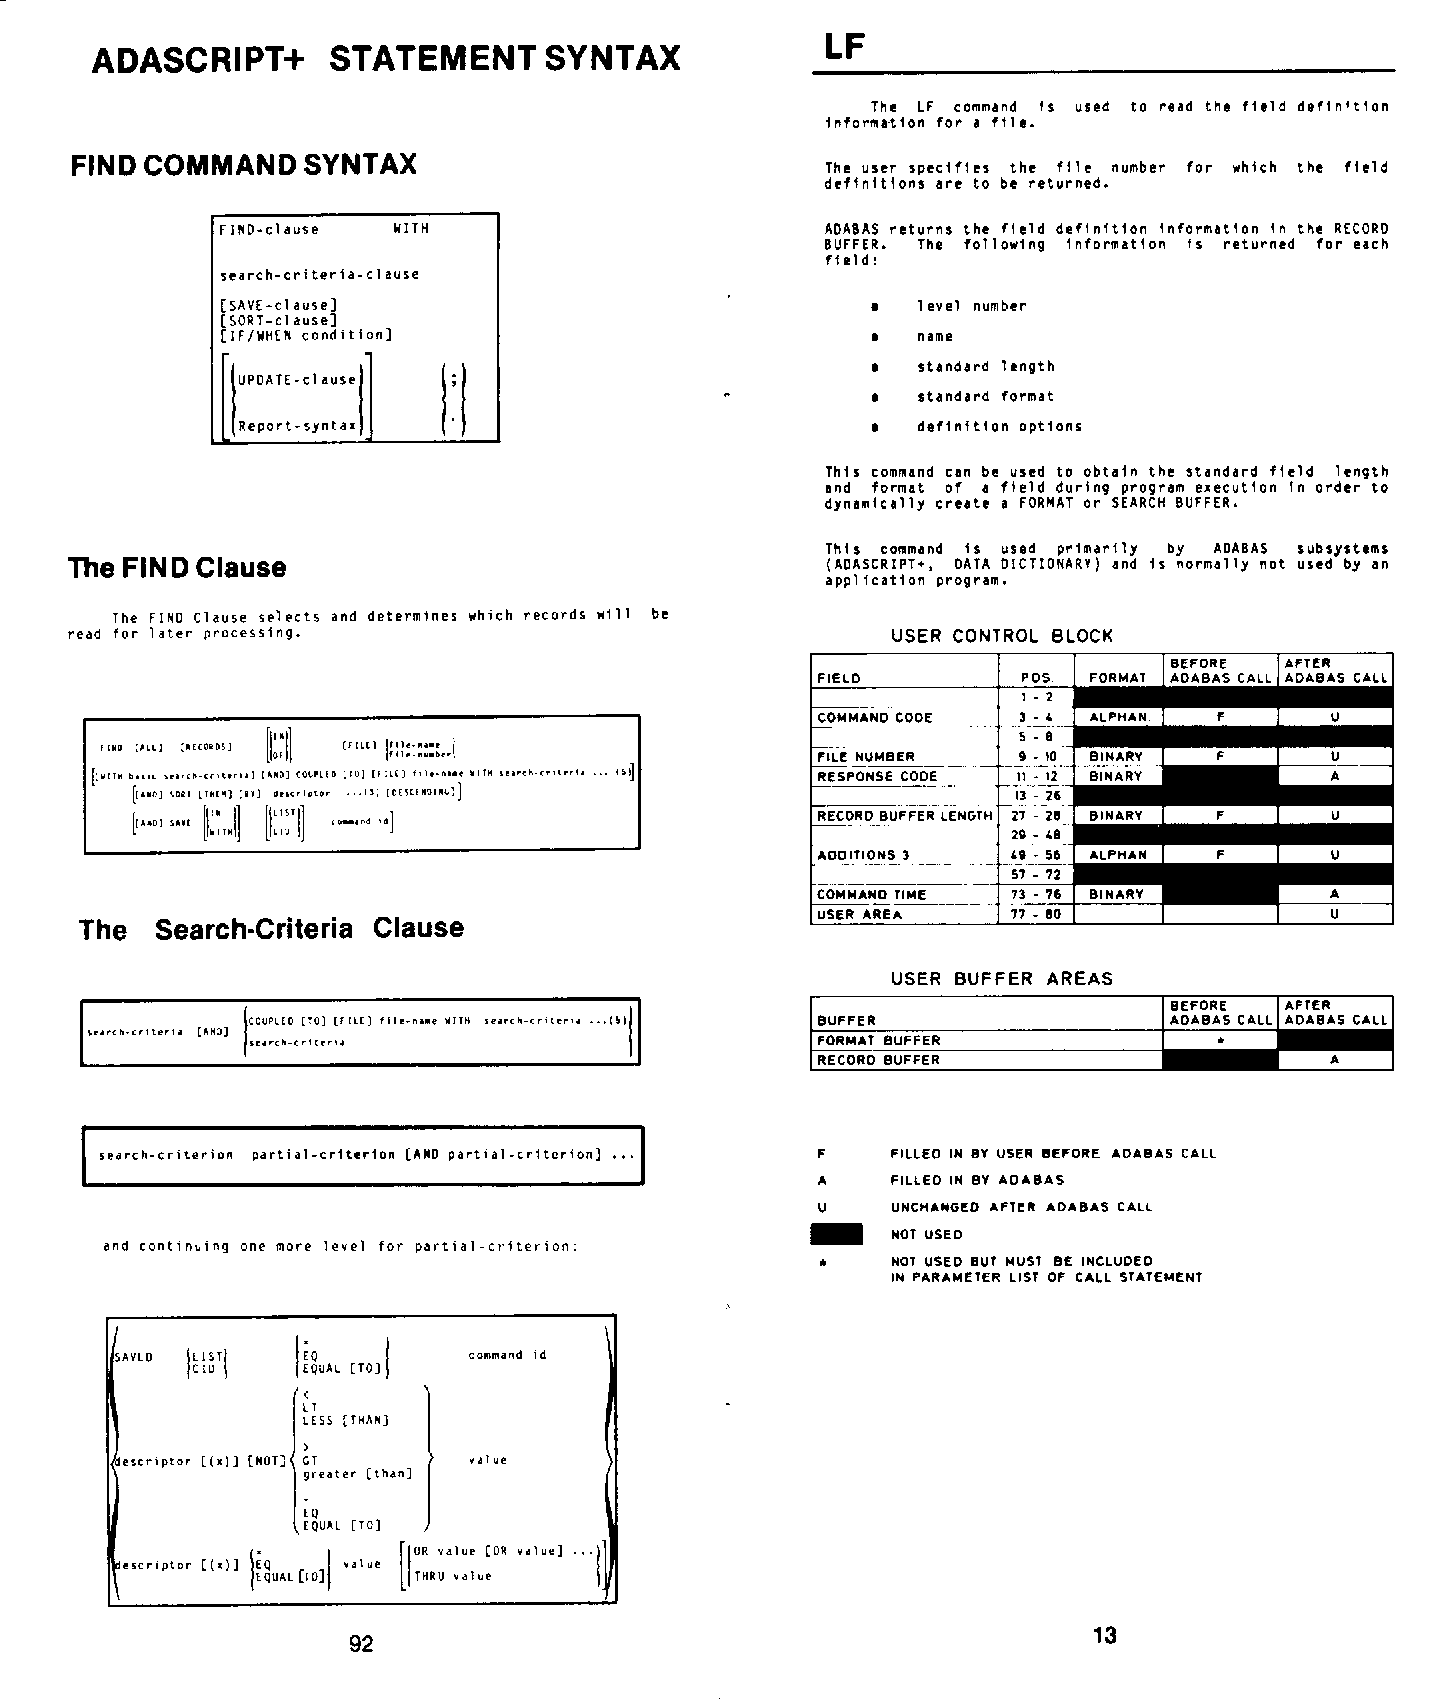 ADASCRIPT+ STATEMENT SYNTAX
FIND COMMAND SYNTAX
FIND-clause WITH
search-criteria-clause
[SAVE-clause]
[SORT-clause]
[IF/WHEN condition]
UPDATE-clause ;
Report-syntax .
The FIND Clause
The FIND Clause selects and determines which records will be
read for later processing.
FIND [ALL] [RECORDS] IN OF [FILE] file-name
file-number
[WITH basic search-criteria] [AND] COUPLED [TO] [FILE] file-name WITH search-criteria ... (5)]
[[AND] SORT [THEM] [BY] descriptor ...(3) [DESCENDING]]
[[AND] SAVE IN WITH LIST command id]
The Search-Criteria Clause
search-criteria [AND] COUPLED [TO] [FILE] file-name WITH search-criteria ...(5)
search-criteria
search-criterion partial-criterion [AND partial-criterion] ...
and continuing one more level for partial-criterion:
SAVED LIST
CID
EQ
EQUAL [TO]
command id
<
LT
LESS [THAN]
>
descriptor [(x)] [NOT] GT value
greater [than]
EQ
EQUAL [TO]
descriptor [(x)] EQ value OR value [OR value] ...
EQUAL [TO] THRU value
92
LF
The LF command is used to read the field definition
information for a file.
The user specifies the file number for which the field
definitions are to be returned.
ADABAS returns the field definition information in the RECORD
BUFFER. The following information is returned for each
field:
• level number
• name
• standard length
• standard format
• definition options
This command can be used to obtain the standard field length
and format of a field during program execution in order to
dynamically create a FORMAT or SEARCH BUFFER.
This command is used primarily by ADABAS subsystems
(ADASCRIPT+, DATA DICTIONARY) and is normally not used by an
application program.
USER CONTROL BLOCK
FIELD POS. FORMAT BEFORE ADABAS CALL AFTER ADABAS CALL
1 - 2
COMMAND CODE 3 - 4 ALPHAN. F U
5 - 8
FILE NUMBER 9 - 10 BINARY F U
RESPONSE CODE 11 - 12 BINARY A
13 - 26
RECORD BUFFER LENGTH 27 - 28 BINARY F U
29 - 48
ADDITIONS 3 49 - 56 ALPHAN F U
57 - 72
COMMAND TIME 73 - 76 BINARY A
USER AREA 77 - 80 U
USER BUFFER AREAS
BUFFER BEFORE ADABAS CALL AFTER ADABAS CALL
FORMAT BUFFER *
RECORD BUFFER A
F FILLED IN BY USER BEFORE ADABAS CALL
A FILLED IN BY ADABAS
U UNCHANGED AFTER ADABAS CALL
NOT USED
* NOT USED BUT MUST BE INCLUDED
IN PARAMETER LIST OF CALL STATEMENT
13